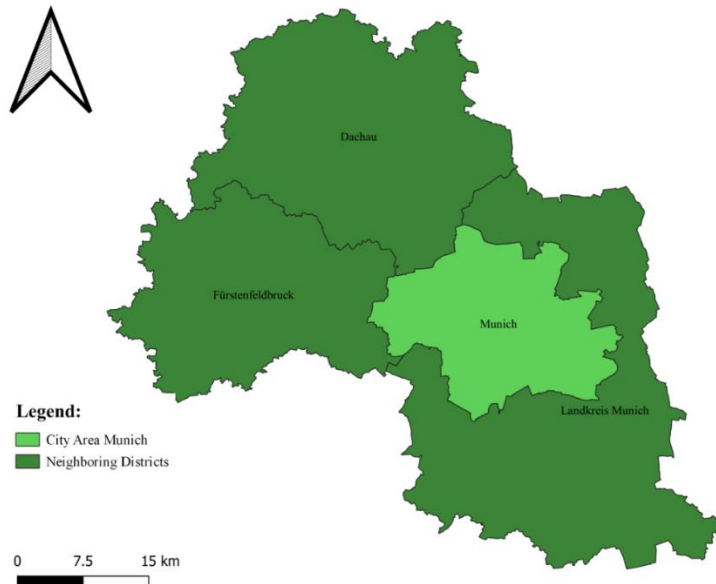 Dachau
Fürstenfeldbruck
Munich
Landkreis Munich
Legend:
City Area Munich
Neighboring Districts
0 7.5 15 km